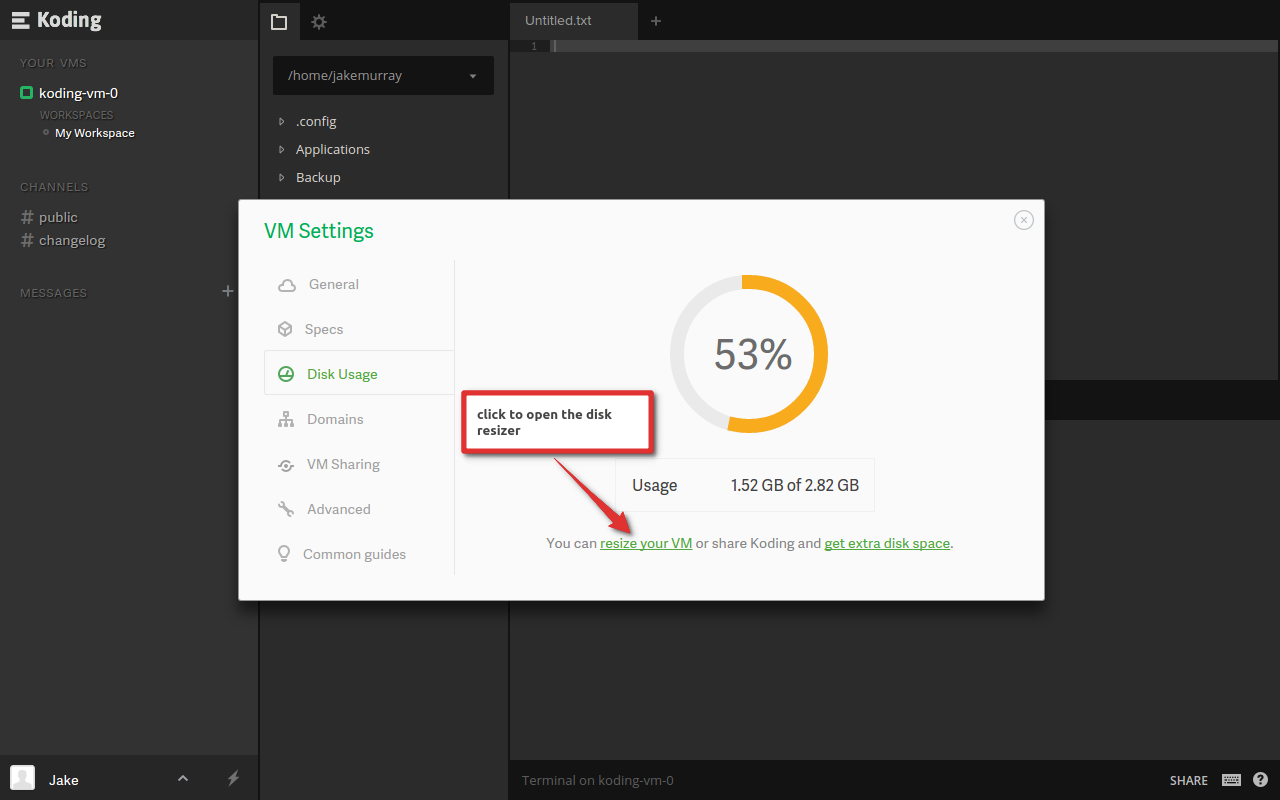 Koding
YOUR VMS
koding-vm-0
WORKSPACES
My Workspace
CHANNELS
# public
# changelog
MESSAGES
+
Jake
/home/jakemurray
.config
Applications
Backup
Untitled.txt
+
1
VM Settings
General
Specs
Disk Usage
Domains
VM Sharing
Advanced
Common guides
53%
click to open the disk
resizer
Usage 1.52 GB of 2.82 GB
You can resize your VM or share Koding and get extra disk space.
Terminal on koding-vm-0
SHARE
?